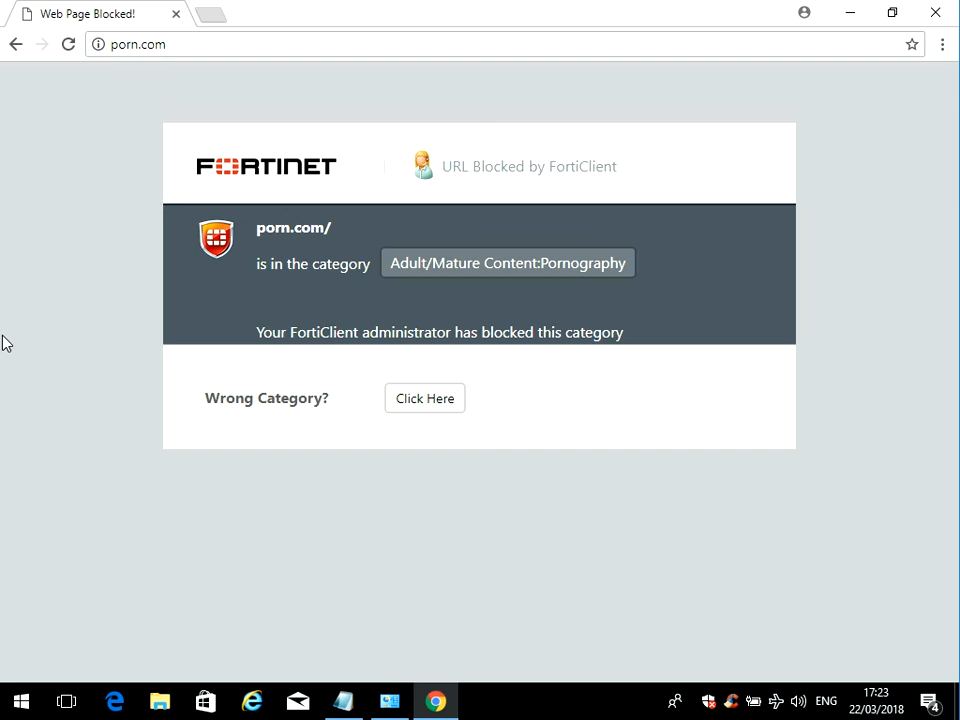 Web Page Blocked!
porn.com
FORTINET
URL Blocked by FortiClient
porn.com/
is in the category Adult/Mature Content:Pornography
Your FortiClient administrator has blocked this category
Wrong Category? Click Here
ENG
17:23
22/03/2018
4